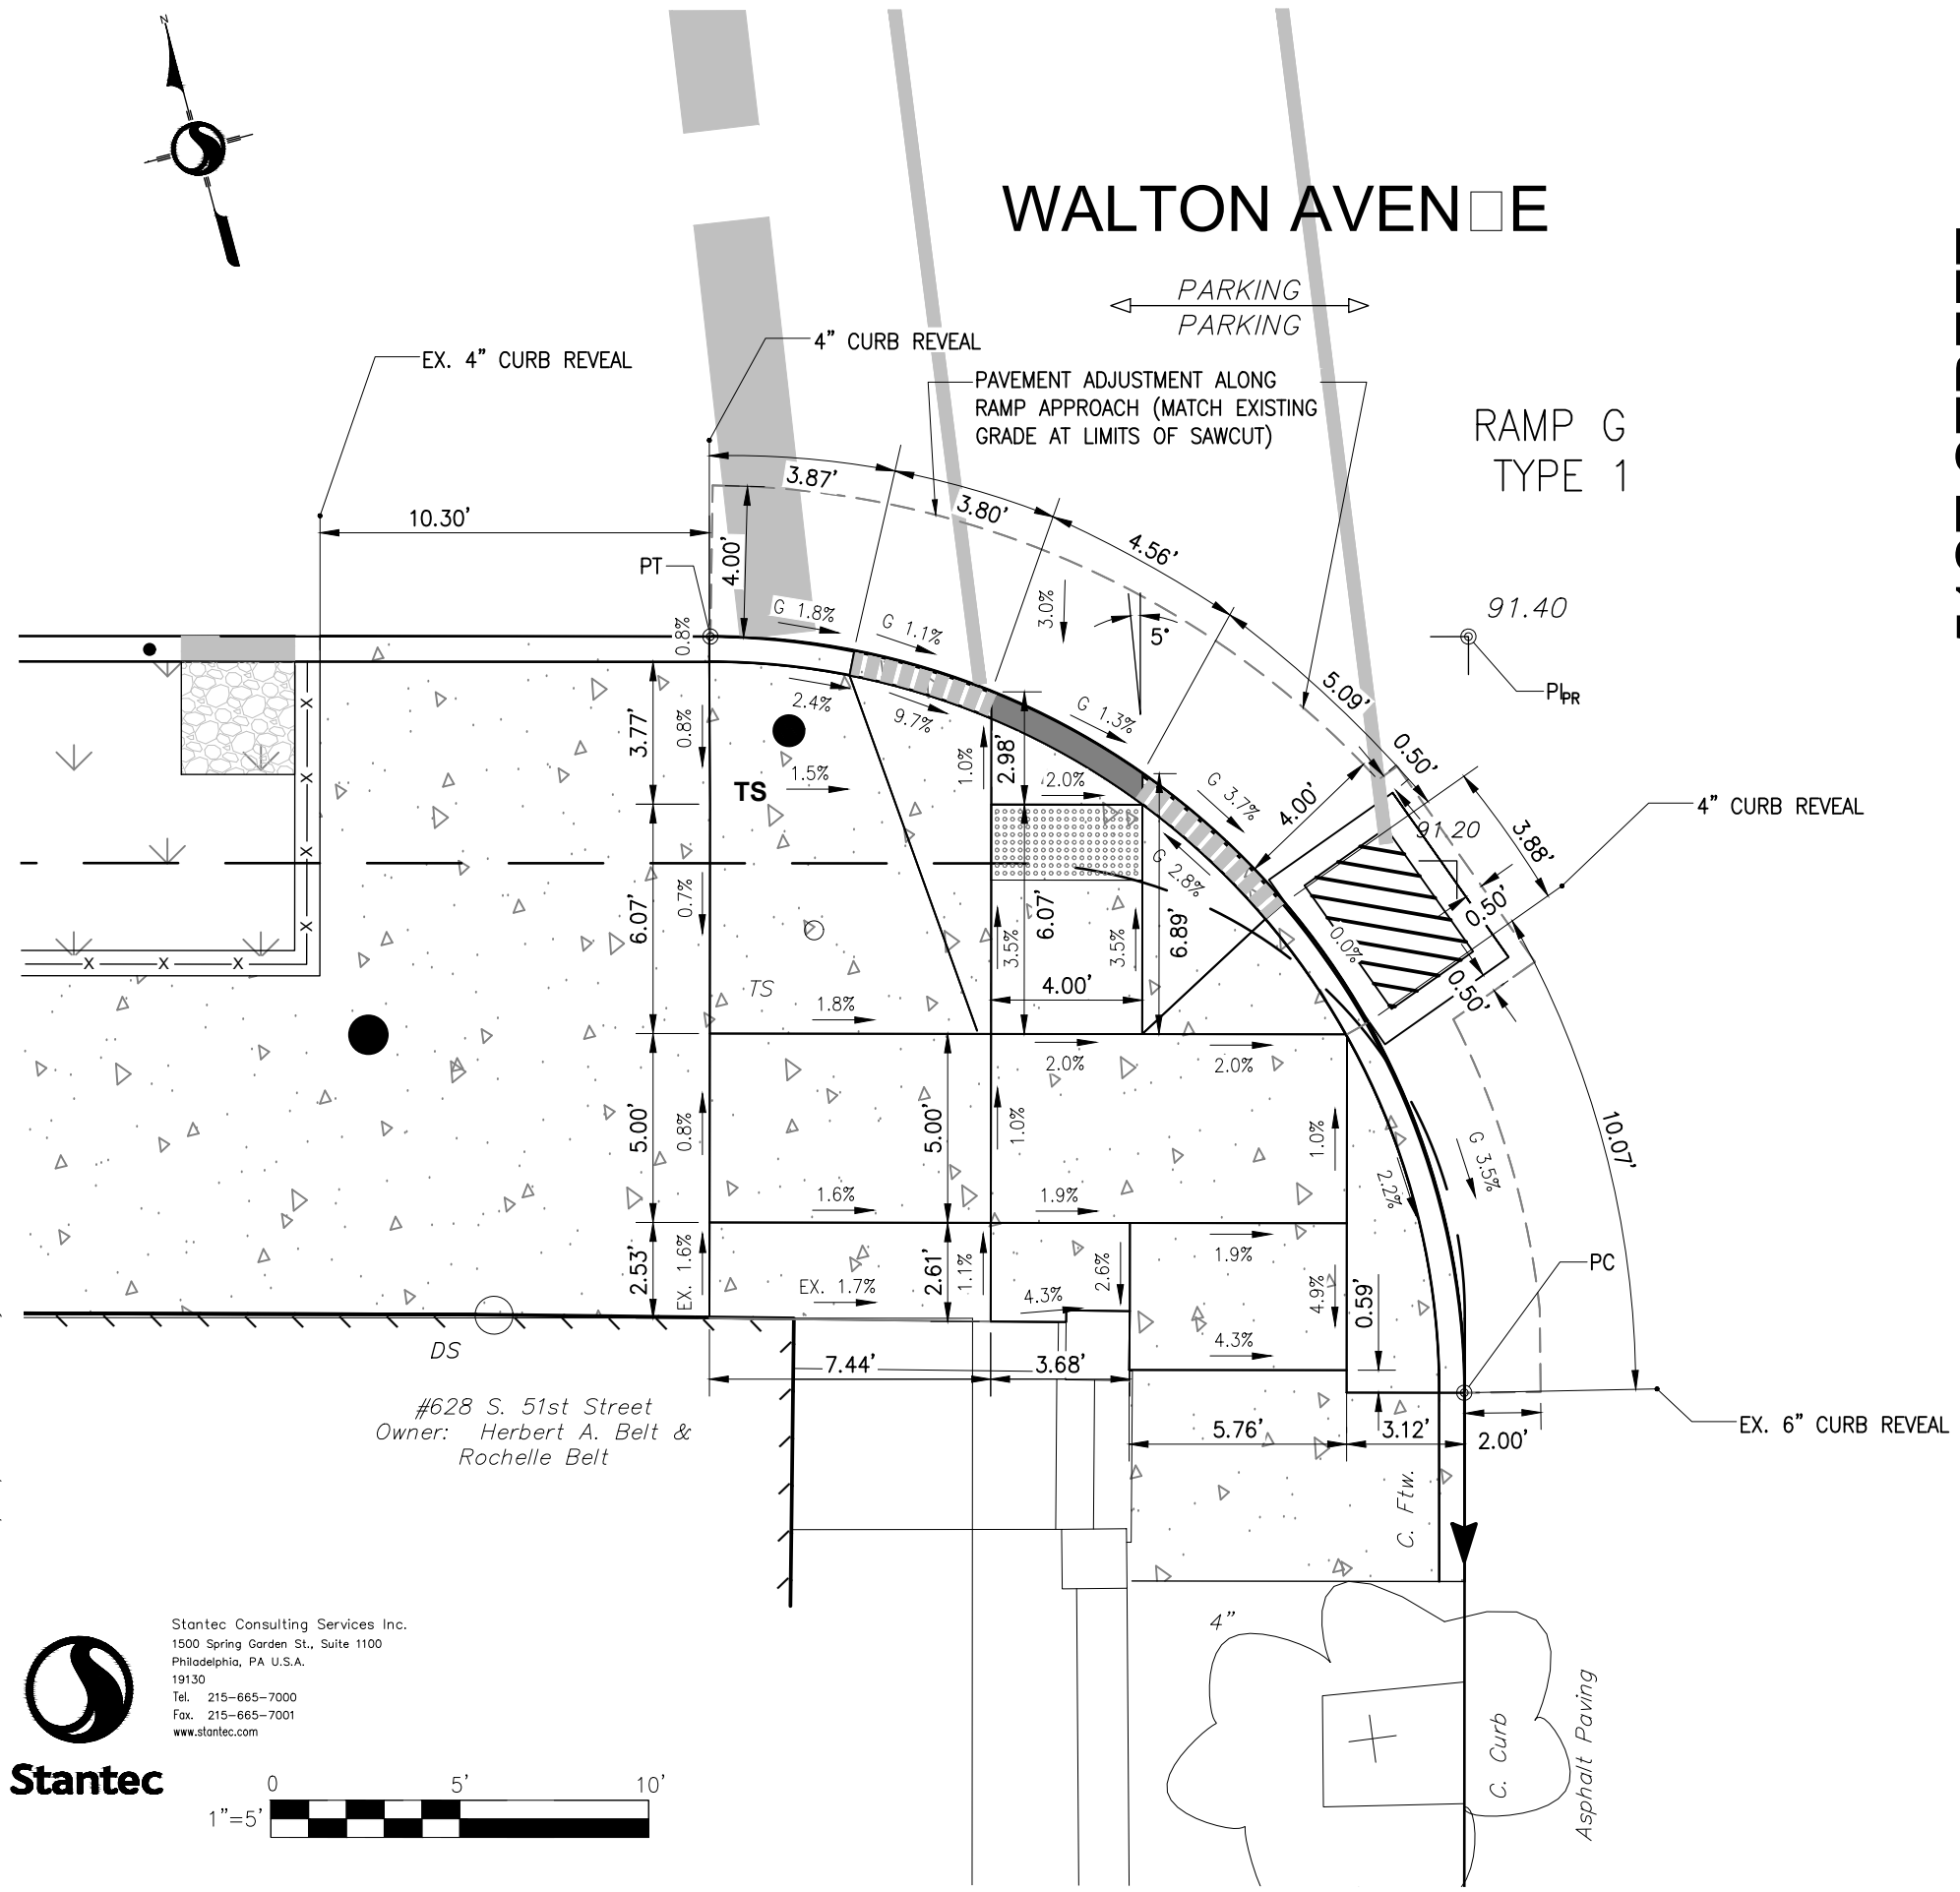 N
WALTON AVEN□E
PARKING
PARKING
4” CURB REVEAL
EX. 4” CURB REVEAL
PAVEMENT ADJUSTMENT ALONG
RAMP APPROACH (MATCH EXISTING
GRADE AT LIMITS OF SAWCUT)
RAMP G
TYPE 1
3.87’
3.80’
4.56’
10.30’
4.00’
PT
91.40
PIPR
G 1.8%
G 1.1%
3.0%
5°
0.8%
5.09’
0.50’
2.4%
9.7%
G 1.3%
3.77’
0.8%
1.5%
TS
1.0%
2.98’
2.0%
G 3.7%
4.00’
91.20
3.88’
4” CURB REVEAL
G 2.8%
0.50’
6.07’
0.7%
3.5%
6.07’
3.5%
6.89’
0.0%
0.50’
4.00’
TS
1.8%
2.0%
2.0%
X
X
X
X
X
X
X
5.00’
0.8%
5.00’
1.0%
1.0%
10.07’
G 3.5%
2.2%
1.6%
1.9%
2.53’
EX. 1.6%
EX. 1.7%
2.61’
1.1%
4.3%
2.6%
1.9%
4.9%
0.59’
4.3%
PC
DS
7.44’
3.68’
#628 S. 51st Street
Owner: Herbert A. Belt &
Rochelle Belt
5.76’
3.12’
2.00’
EX. 6” CURB REVEAL
C. Ftw.
4”
C. Curb
Asphalt Paving
Stantec Consulting Services Inc.
1500 Spring Garden St., Suite 1100
Philadelphia, PA U.S.A.
19130
Tel. 215-665-7000
Fax. 215-665-7001
www.stantec.com
Stantec
0 5’ 10’
1”=5’